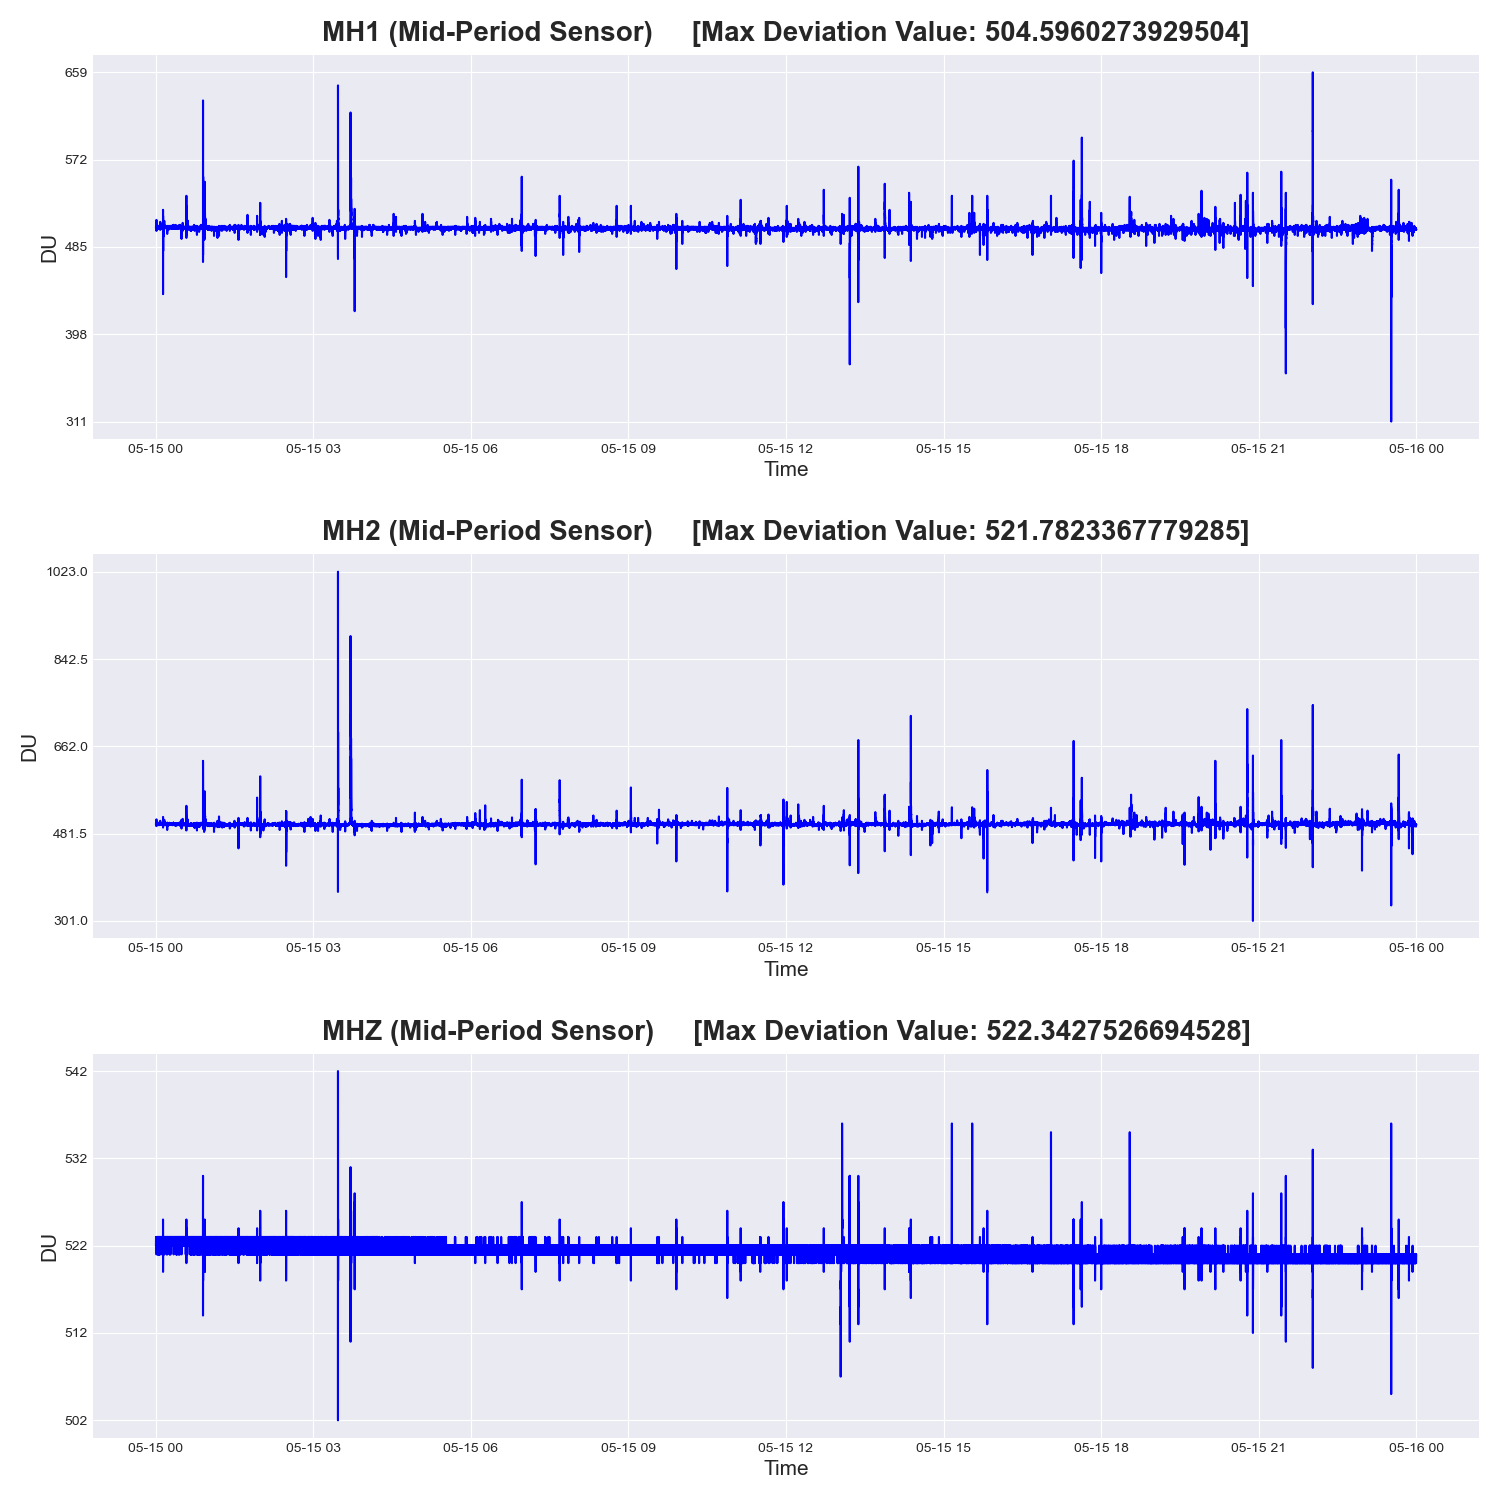 MH1 (Mid-Period Sensor) [Max Deviation Value: 504.5960273929504]
659
572
485
398
311
DU
05-15 00 05-15 03 05-15 06 05-15 09 05-15 12 05-15 15 05-15 18 05-15 21 05-16 00
Time
MH2 (Mid-Period Sensor) [Max Deviation Value: 521.7823367779285]
1023.0
842.5
662.0
481.5
301.0
DU
05-15 00 05-15 03 05-15 06 05-15 09 05-15 12 05-15 15 05-15 18 05-15 21 05-16 00
Time
MHZ (Mid-Period Sensor) [Max Deviation Value: 522.3427526694528]
542
532
522
512
502
DU
05-15 00 05-15 03 05-15 06 05-15 09 05-15 12 05-15 15 05-15 18 05-15 21 05-16 00
Time